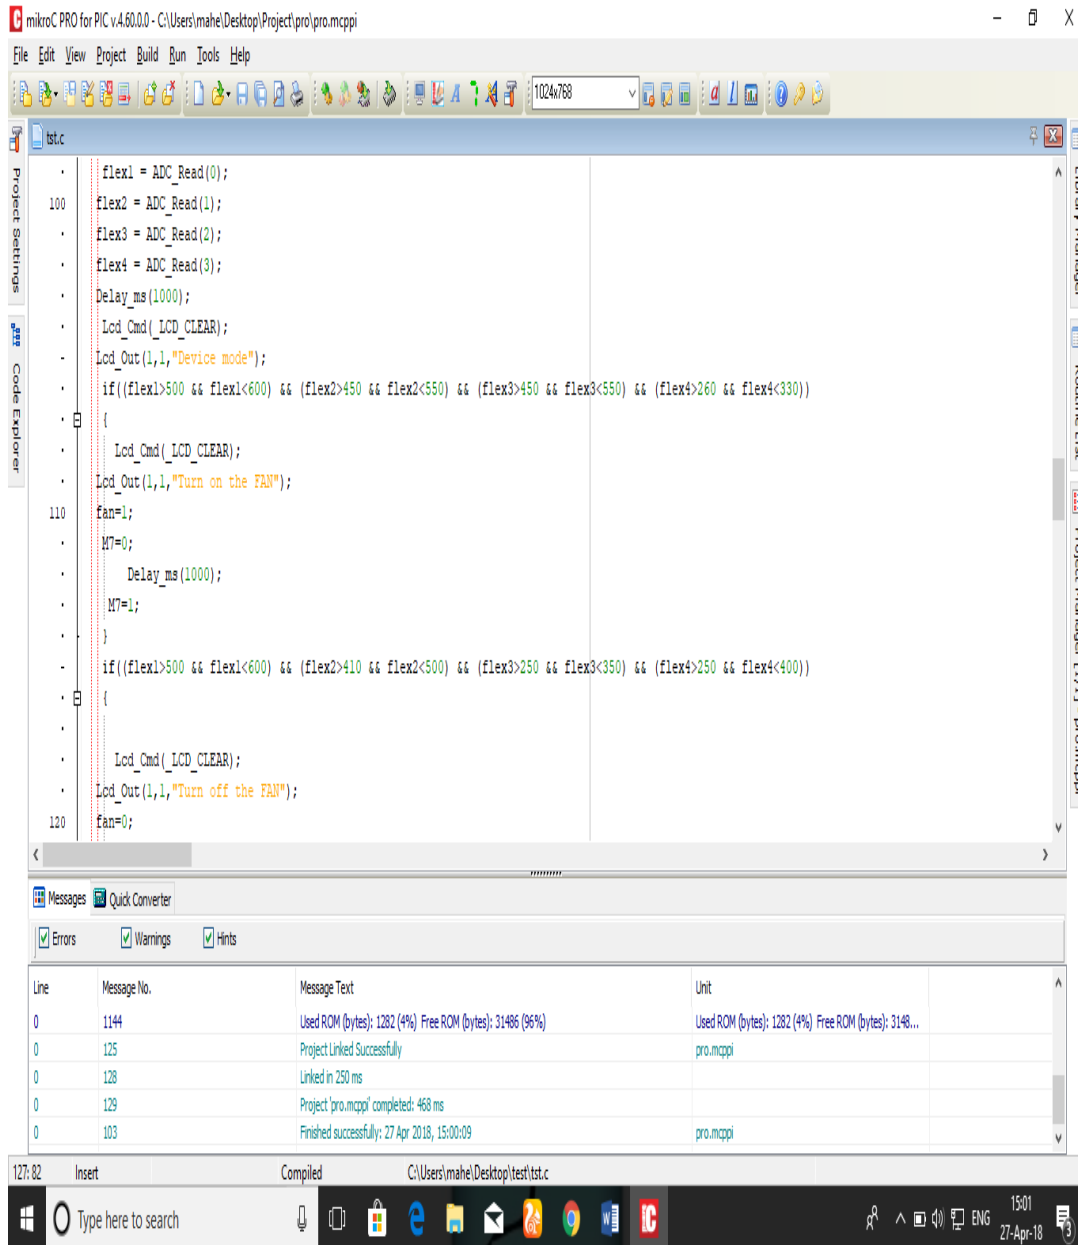 mikroC PRO for PIC v.4.60.0.0 - C:\Users\mahe\Desktop\Project\pro\pro.mcppi
File Edit View Project Build Run Tools Help
1024x768
tst.c
Project Settings
Code Explorer
flex1 = ADC_Read(0);
100 flex2 = ADC_Read(1);
flex3 = ADC_Read(2);
flex4 = ADC_Read(3);
Delay_ms(1000);
Lcd_Cmd(_LCD_CLEAR);
Lcd_Out(1,1,"Device mode");
if((flex1>500 && flex1<600) && (flex2>450 && flex2<550) && (flex3>450 && flex3<550) && (flex4>260 && flex4<330))
{
Lcd_Cmd(_LCD_CLEAR);
Lcd_Out(1,1,"Turn on the FAN");
110 fan=1;
M7=0;
Delay_ms(1000);
M7=1;
}
if((flex1>500 && flex1<600) && (flex2>410 && flex2<500) && (flex3>250 && flex3<350) && (flex4>250 && flex4<400))
{
Lcd_Cmd(_LCD_CLEAR);
Lcd_Out(1,1,"Turn off the FAN");
120 fan=0;
Messages Quick Converter
Errors Warnings Hints
Line Message No. Message Text Unit
0 1144 Used ROM (bytes): 1282 (4%) Free ROM (bytes): 31486 (96%) Used ROM (bytes): 1282 (4%) Free ROM (bytes): 3148...
0 125 Project Linked Successfully pro.mcppi
0 128 Linked in 250 ms
0 129 Project 'pro.mcppi' completed: 468 ms
0 103 Finished successfully: 27 Apr 2018, 15:00:09 pro.mcppi
127: 82 Insert Compiled C:\Users\mahe\Desktop\test\tst.c
Type here to search
ENG
15:01
27-Apr-18
3